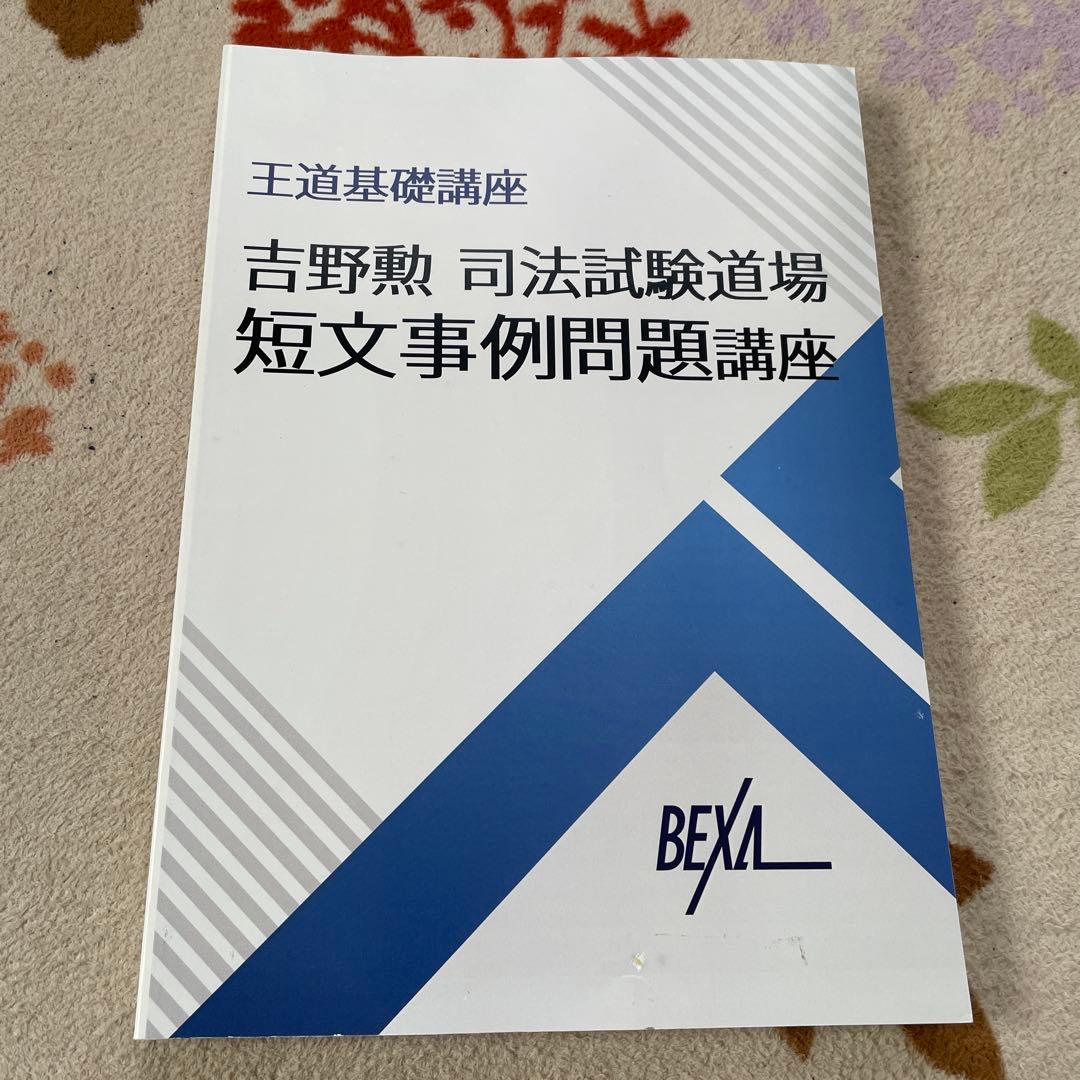 王道基礎講座
吉野勲 司法試験道場
短文事例問題講座
BEXA